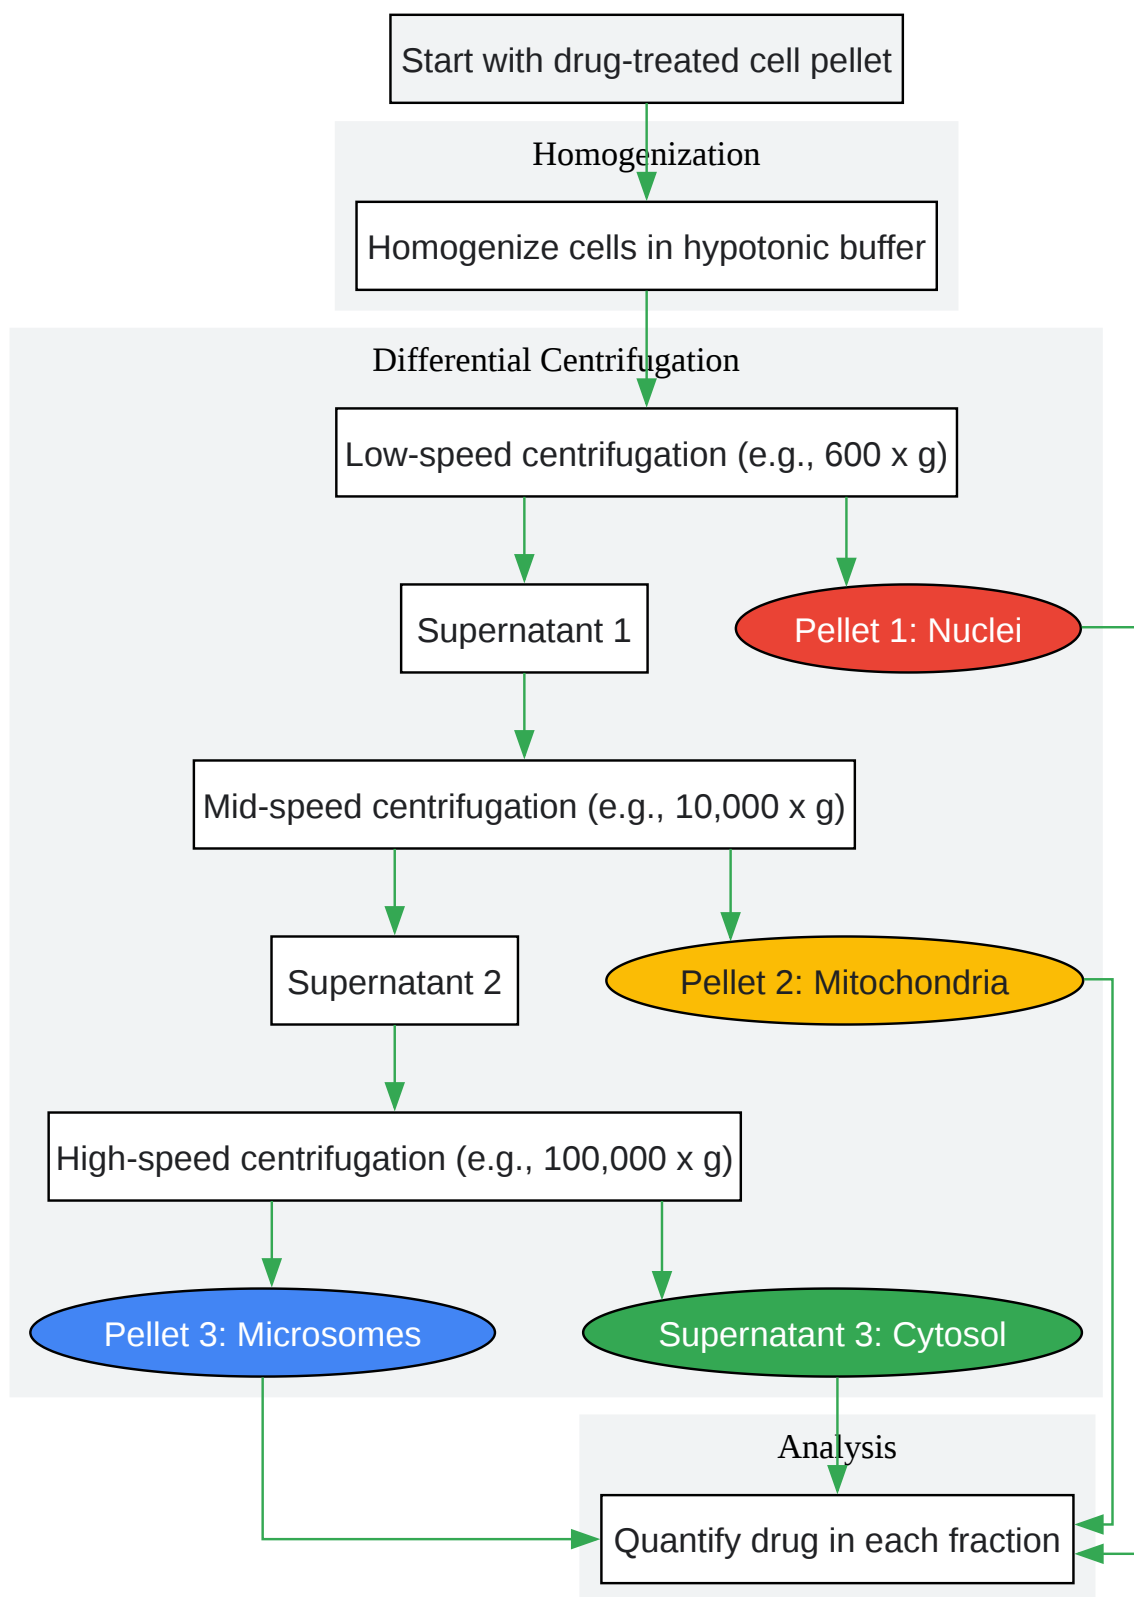 Start with drug-treated cell pellet
Homogenization
Homogenize cells in hypotonic buffer
Differential Centrifugation
Low-speed centrifugation (e.g., 600 x g)
Supernatant 1
Pellet 1: Nuclei
Mid-speed centrifugation (e.g., 10,000 x g)
Supernatant 2
Pellet 2: Mitochondria
High-speed centrifugation (e.g., 100,000 x g)
Pellet 3: Microsomes
Supernatant 3: Cytosol
Analysis
Quantify drug in each fraction